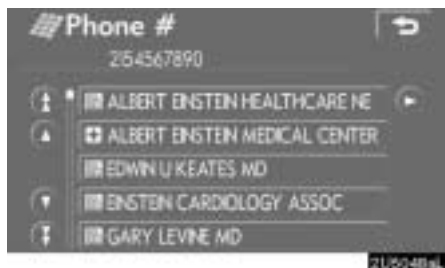 Phone #
2154567890
ALBERT EINSTEIN HEALTHCARE NE
ALBERT EINSTEIN MEDICAL CENTER
EDWIN U KEATES MD
EINSTEIN CARDIOLOGY ASSOC
GARY LEVINE MD